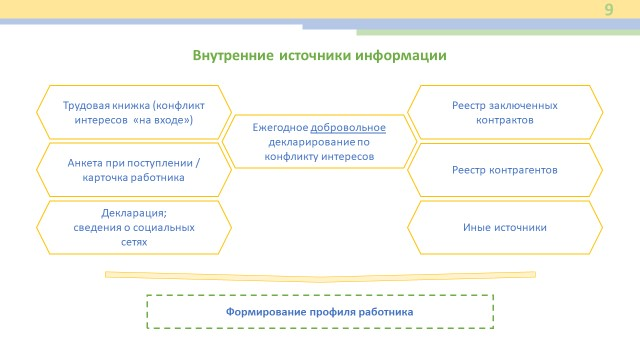 9
Внутренние источники информации
Трудовая книжка (конфликт
интересов «на входе»)
Анкета при поступлении /
карточка работника
Декларация;
сведения о социальных
сетях
Ежегодное добровольное
декларирование по
конфликту интересов
Реестр заключенных
контрактов
Реестр контрагентов
Иные источники
Формирование профиля работника